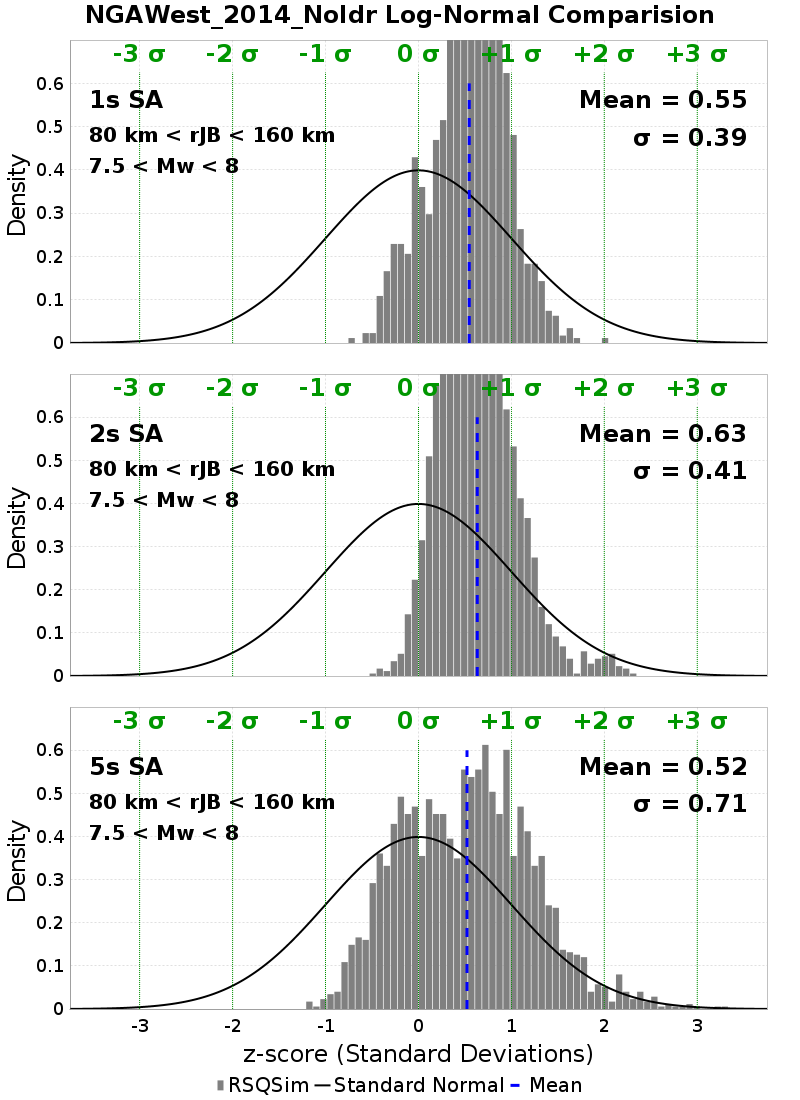 NGAWest_2014_NoIdr Log-Normal Comparision
-3 σ -2 σ -1 σ 0 σ +1 σ +2 σ +3 σ
0.6
1s SA Mean = 0.55
0.5
80 km < rJB < 160 km σ = 0.39
0.4
7.5 < Mw < 8
0.3
0.2
0.1
0
Density
-3 σ -2 σ -1 σ 0 σ +1 σ +2 σ +3 σ
0.6
2s SA Mean = 0.63
0.5
80 km < rJB < 160 km σ = 0.41
0.4
7.5 < Mw < 8
0.3
0.2
0.1
0
Density
-3 σ -2 σ -1 σ 0 σ +1 σ +2 σ +3 σ
0.6
5s SA Mean = 0.52
0.5
80 km < rJB < 160 km σ = 0.71
0.4
7.5 < Mw < 8
0.3
0.2
0.1
0
Density
-3 -2 -1 0 1 2 3
z-score (Standard Deviations)
RSQSim Standard Normal Mean